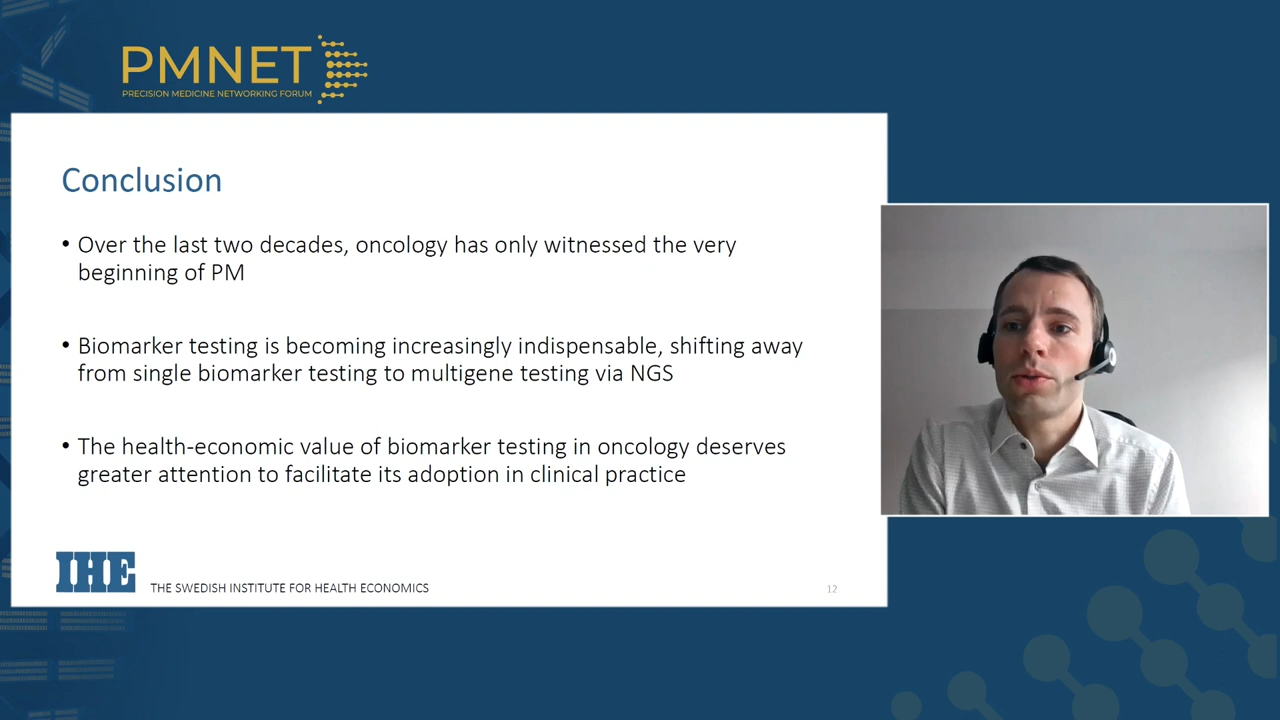 PMNET
PRECISION MEDICINE NETWORKING FORUM
Conclusion
• Over the last two decades, oncology has only witnessed the very
beginning of PM
• Biomarker testing is becoming increasingly indispensable, shifting away
from single biomarker testing to multigene testing via NGS
• The health-economic value of biomarker testing in oncology deserves
greater attention to facilitate its adoption in clinical practice
IHE
THE SWEDISH INSTITUTE FOR HEALTH ECONOMICS
12